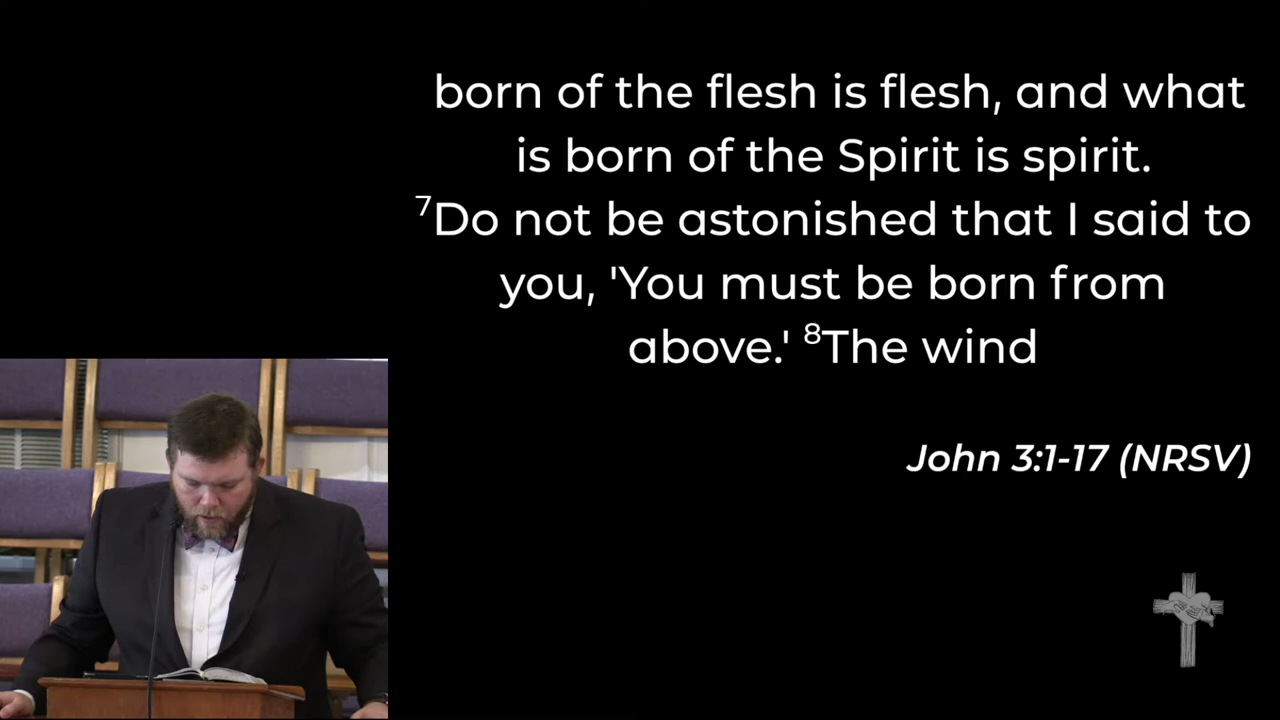 born of the flesh is flesh, and what
is born of the Spirit is spirit.
⁷Do not be astonished that I said to
you, 'You must be born from
above.' ⁸The wind
John 3:1-17 (NRSV)